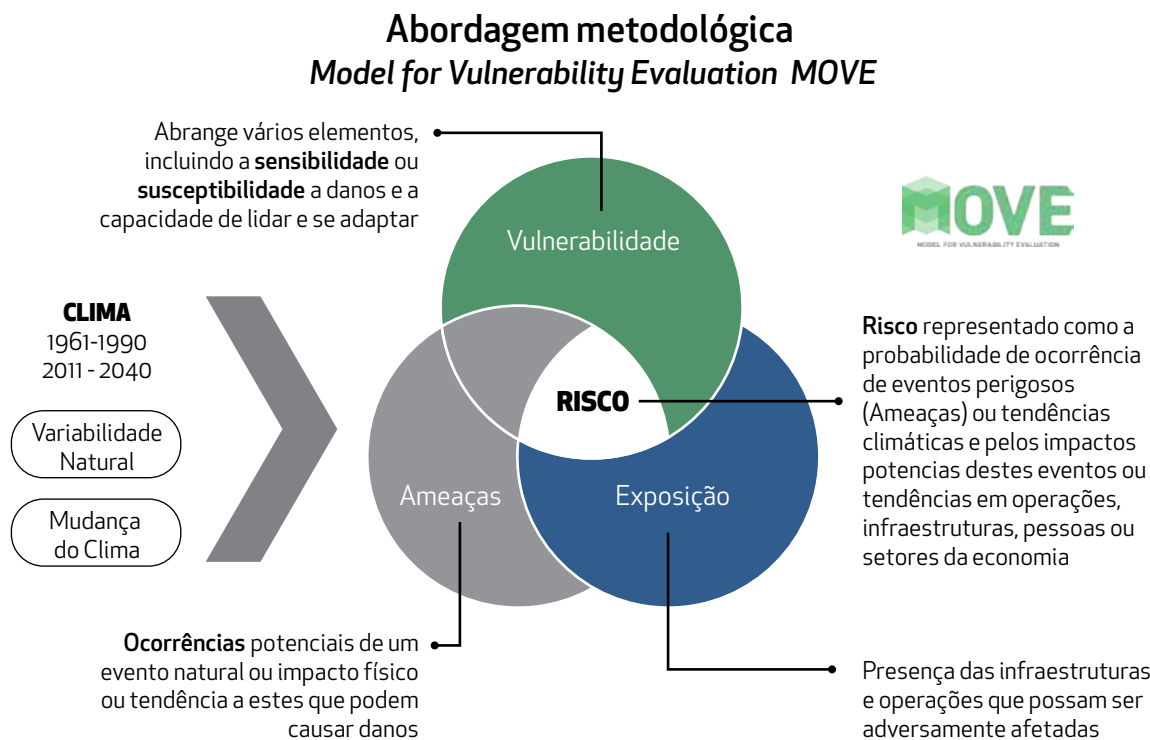 Abordagem metodológica
Model for Vulnerability Evaluation MOVE
Abrange vários elementos,
incluindo a sensibilidade ou
susceptibilidade a danos e a
capacidade de lidar e se adaptar
Vulnerabilidade
MOVE
MODEL FOR VULNERABILITY EVALUATION
CLIMA
1961-1990
2011 - 2040
Variabilidade
Natural
Mudança
do Clima
RISCO
Ameaças
Exposição
Risco representado como a
probabilidade de ocorrência
de eventos perigosos
(Ameaças) ou tendências
climáticas e pelos impactos
potencias destes eventos ou
tendências em operações,
infraestruturas, pessoas ou
setores da economia
Ocorrências potenciais de um
evento natural ou impacto físico
ou tendência a estes que podem
causar danos
Presença das infraestruturas
e operações que possam ser
adversamente afetadas